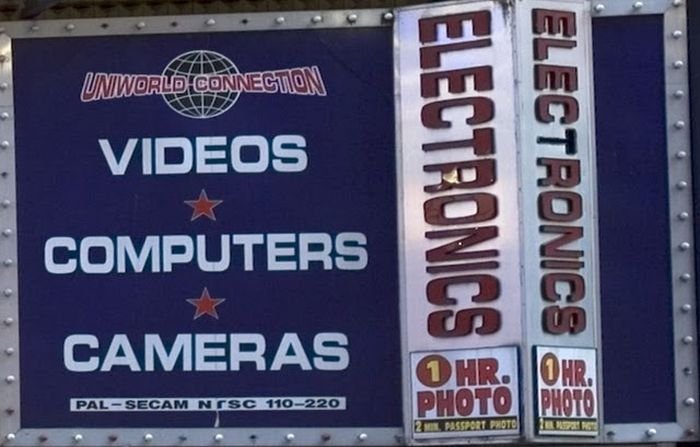 UNIWORLD CONNECTION
VIDEOS
COMPUTERS
CAMERAS
PAL-SECAM NTSC 110-220
ELECTRONICS
1 HR.
PHOTO
2 MIN. PASSPORT PHOTO
ELECTRONICS
1 HR.
PHOTO
2 MIN. PASSPORT PHOTO